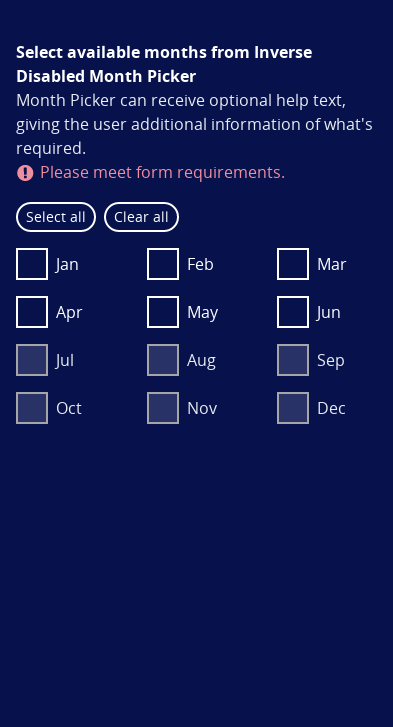 Select available months from Inverse
Disabled Month Picker
Month Picker can receive optional help text,
giving the user additional information of what's
required.
Please meet form requirements.
Select all Clear all
Jan Feb Mar
Apr May Jun
Jul Aug Sep
Oct Nov Dec